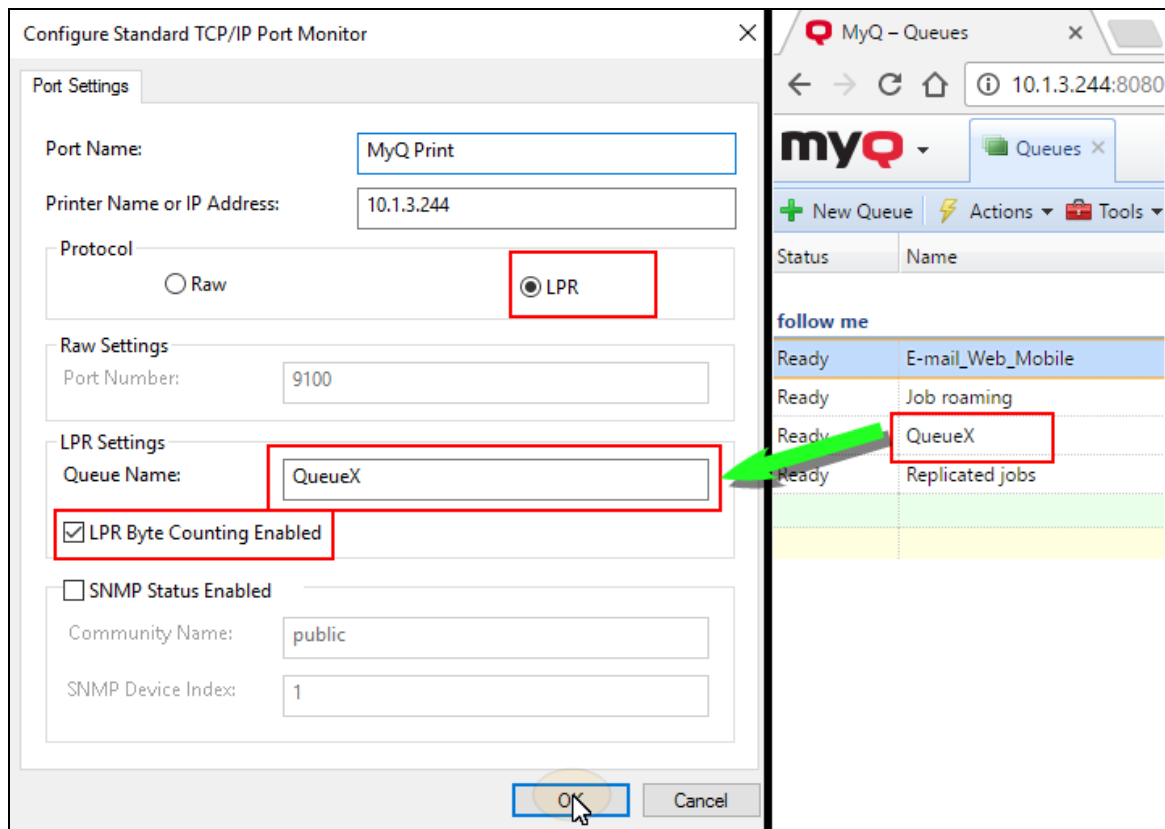 Configure Standard TCP/IP Port Monitor
Port Settings
Port Name: MyQ Print
Printer Name or IP Address: 10.1.3.244
Protocol
Raw LPR
Raw Settings
Port Number: 9100
LPR Settings
Queue Name: QueueX
LPR Byte Counting Enabled
SNMP Status Enabled
Community Name: public
SNMP Device Index: 1
OK Cancel
MyQ – Queues
10.1.3.244:8080
myQ Queues
New Queue Actions Tools
Status Name
follow me
Ready E-mail_Web_Mobile
Ready Job roaming
Ready QueueX
Ready Replicated jobs